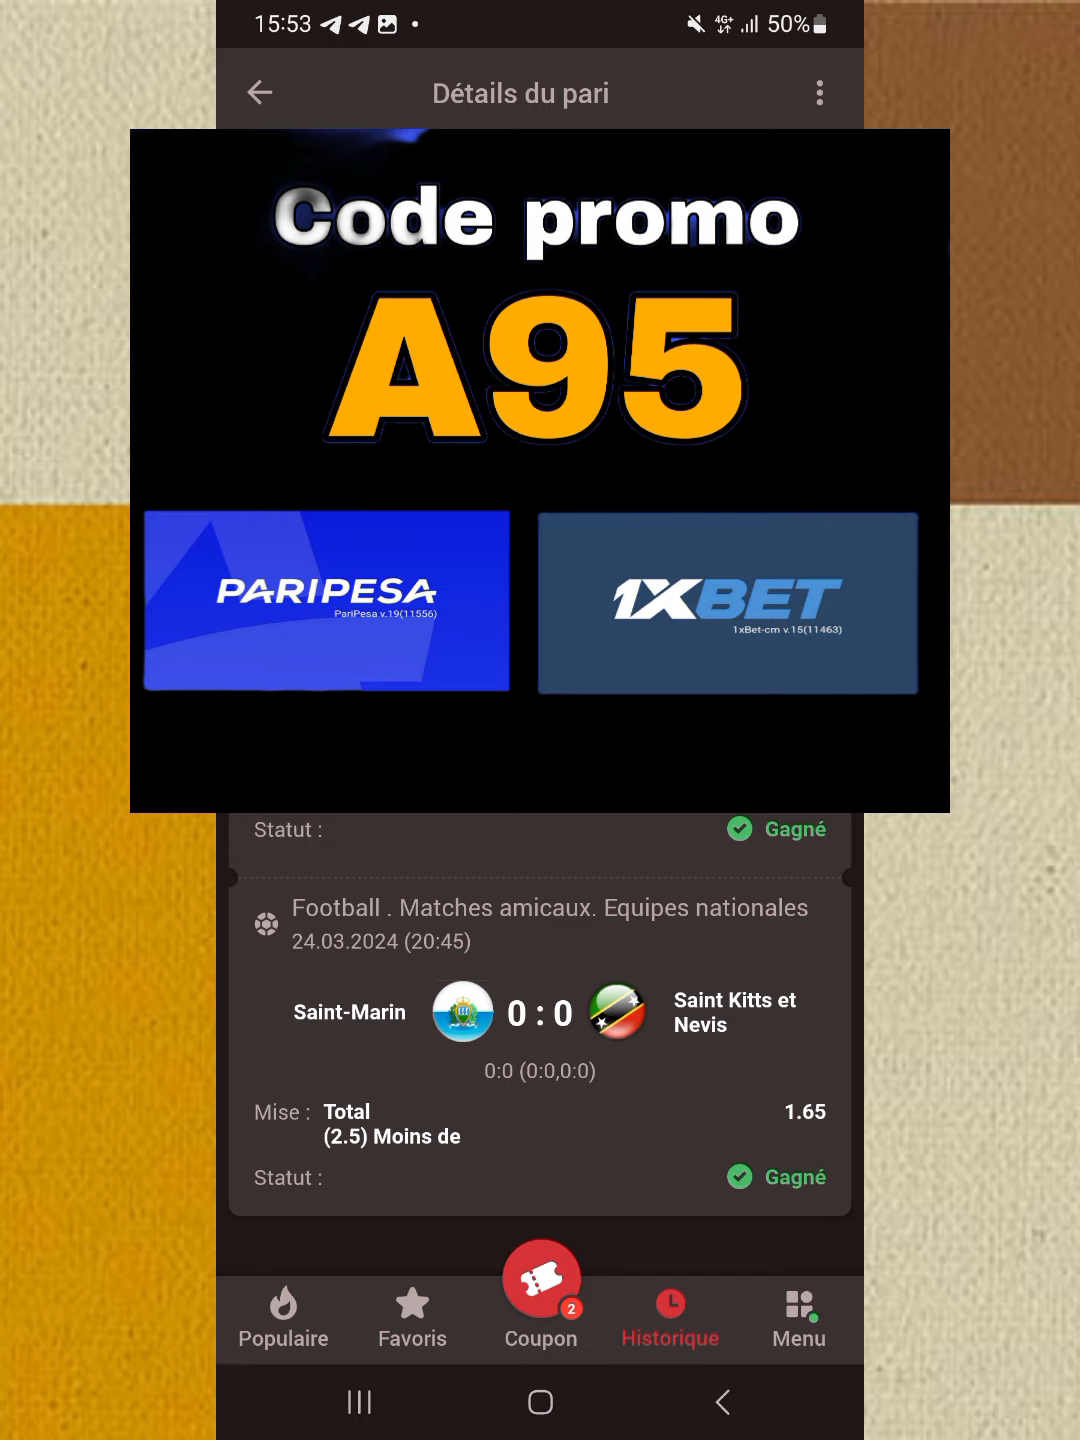 15:53
4G+
50%
Détails du pari
Code promo
A95
PARIPESA
PariPesa v.19(11556)
1XBET
1xBet-cm v.15(11463)
Statut :
Gagné
Football . Matches amicaux. Equipes nationales
24.03.2024 (20:45)
Saint-Marin
0 : 0
Saint Kitts et
Nevis
0:0 (0:0,0:0)
Mise : Total
1.65
(2.5) Moins de
Statut :
Gagné
2
Populaire
Favoris
Coupon
Historique
Menu